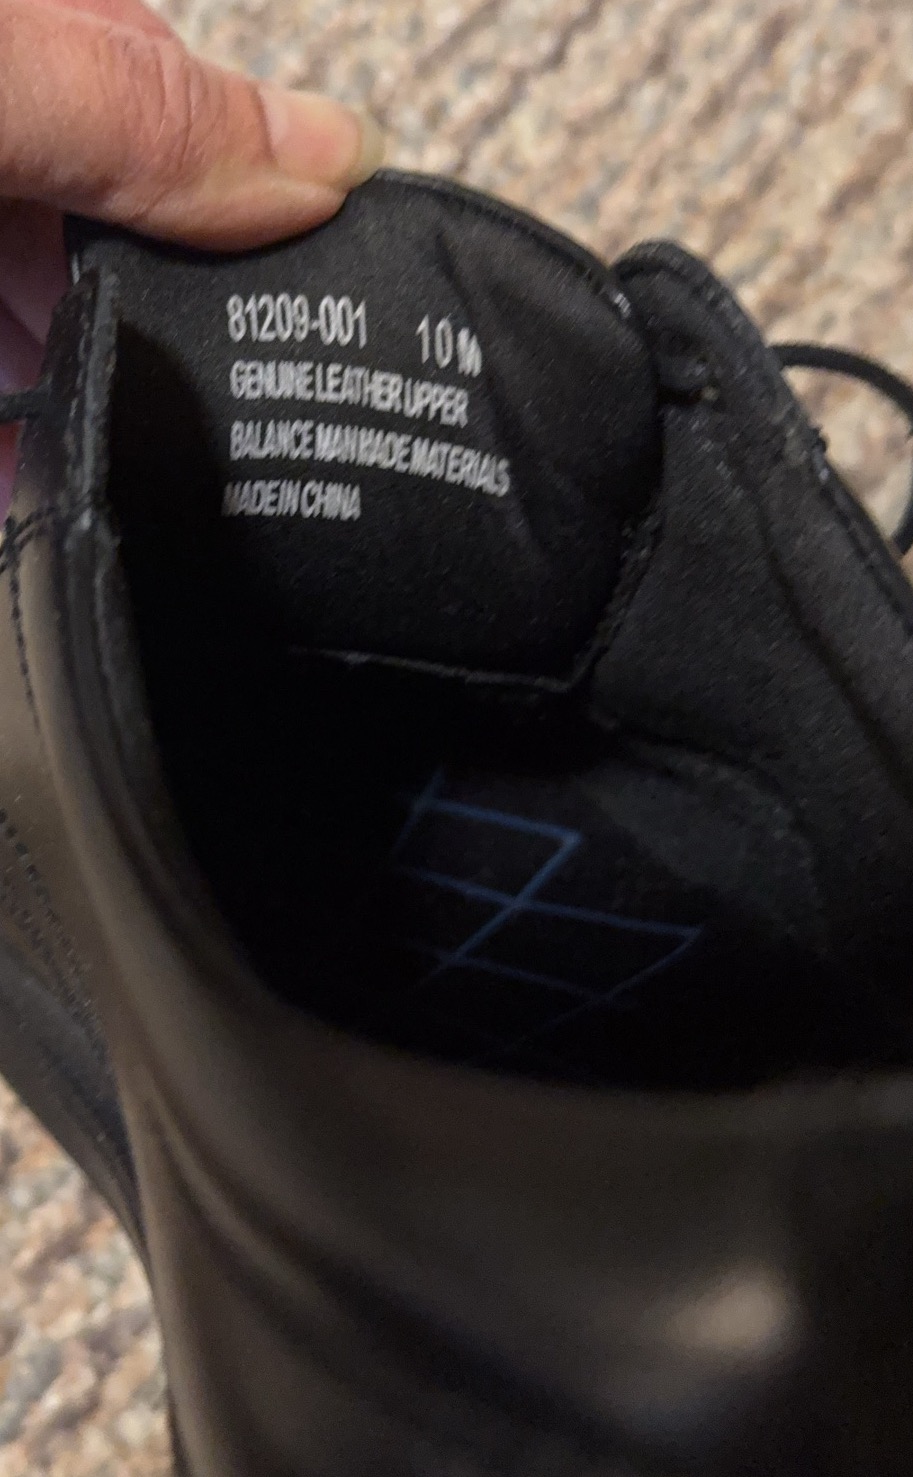 81209-001 10 M
GENUINE LEATHER UPPER
BALANCE MAN MADE MATERIALS
MADE IN CHINA